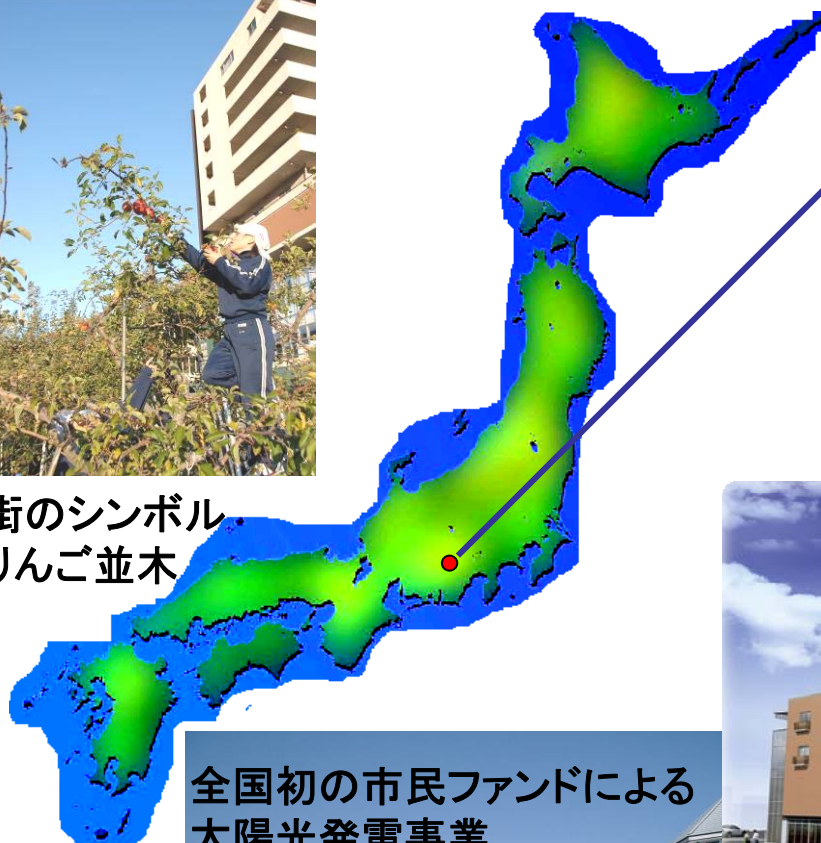 街のシンボル
りんご並木
全国初の市民ファンドによる
太陽光発電事業